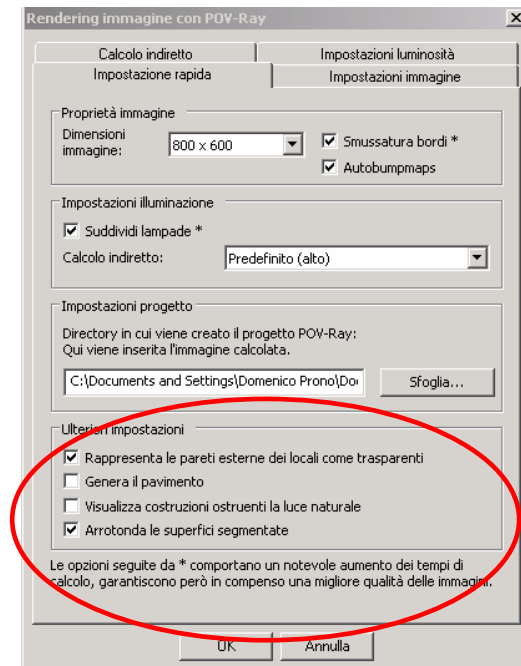 Rendering immagine con POV-Ray
Calcolo indiretto
Impostazioni luminosità
Impostazione rapida
Impostazioni immagine
Proprietà immagine
Dimensioni
immagine:
800 x 600
Smussatura bordi *
Autobumpmaps
Impostazioni illuminazione
Suddividi lampade *
Calcolo indiretto:
Predefinito (alto)
Impostazioni progetto
Directory in cui viene creato il progetto POV-Ray:
Qui viene inserita l'immagine calcolata.
C:\Documents and Settings\Domenico Prono\Do
Sfoglia...
Ulteriori impostazioni
Rappresenta le pareti esterne dei locali come trasparenti
Genera il pavimento
Visualizza costruzioni ostruenti la luce naturale
Arrotonda le superfici segmentate
Le opzioni seguite da * comportano un notevole aumento dei tempi di
calcolo, garantiscono però in compenso una migliore qualità delle immagini.
OK
Annulla